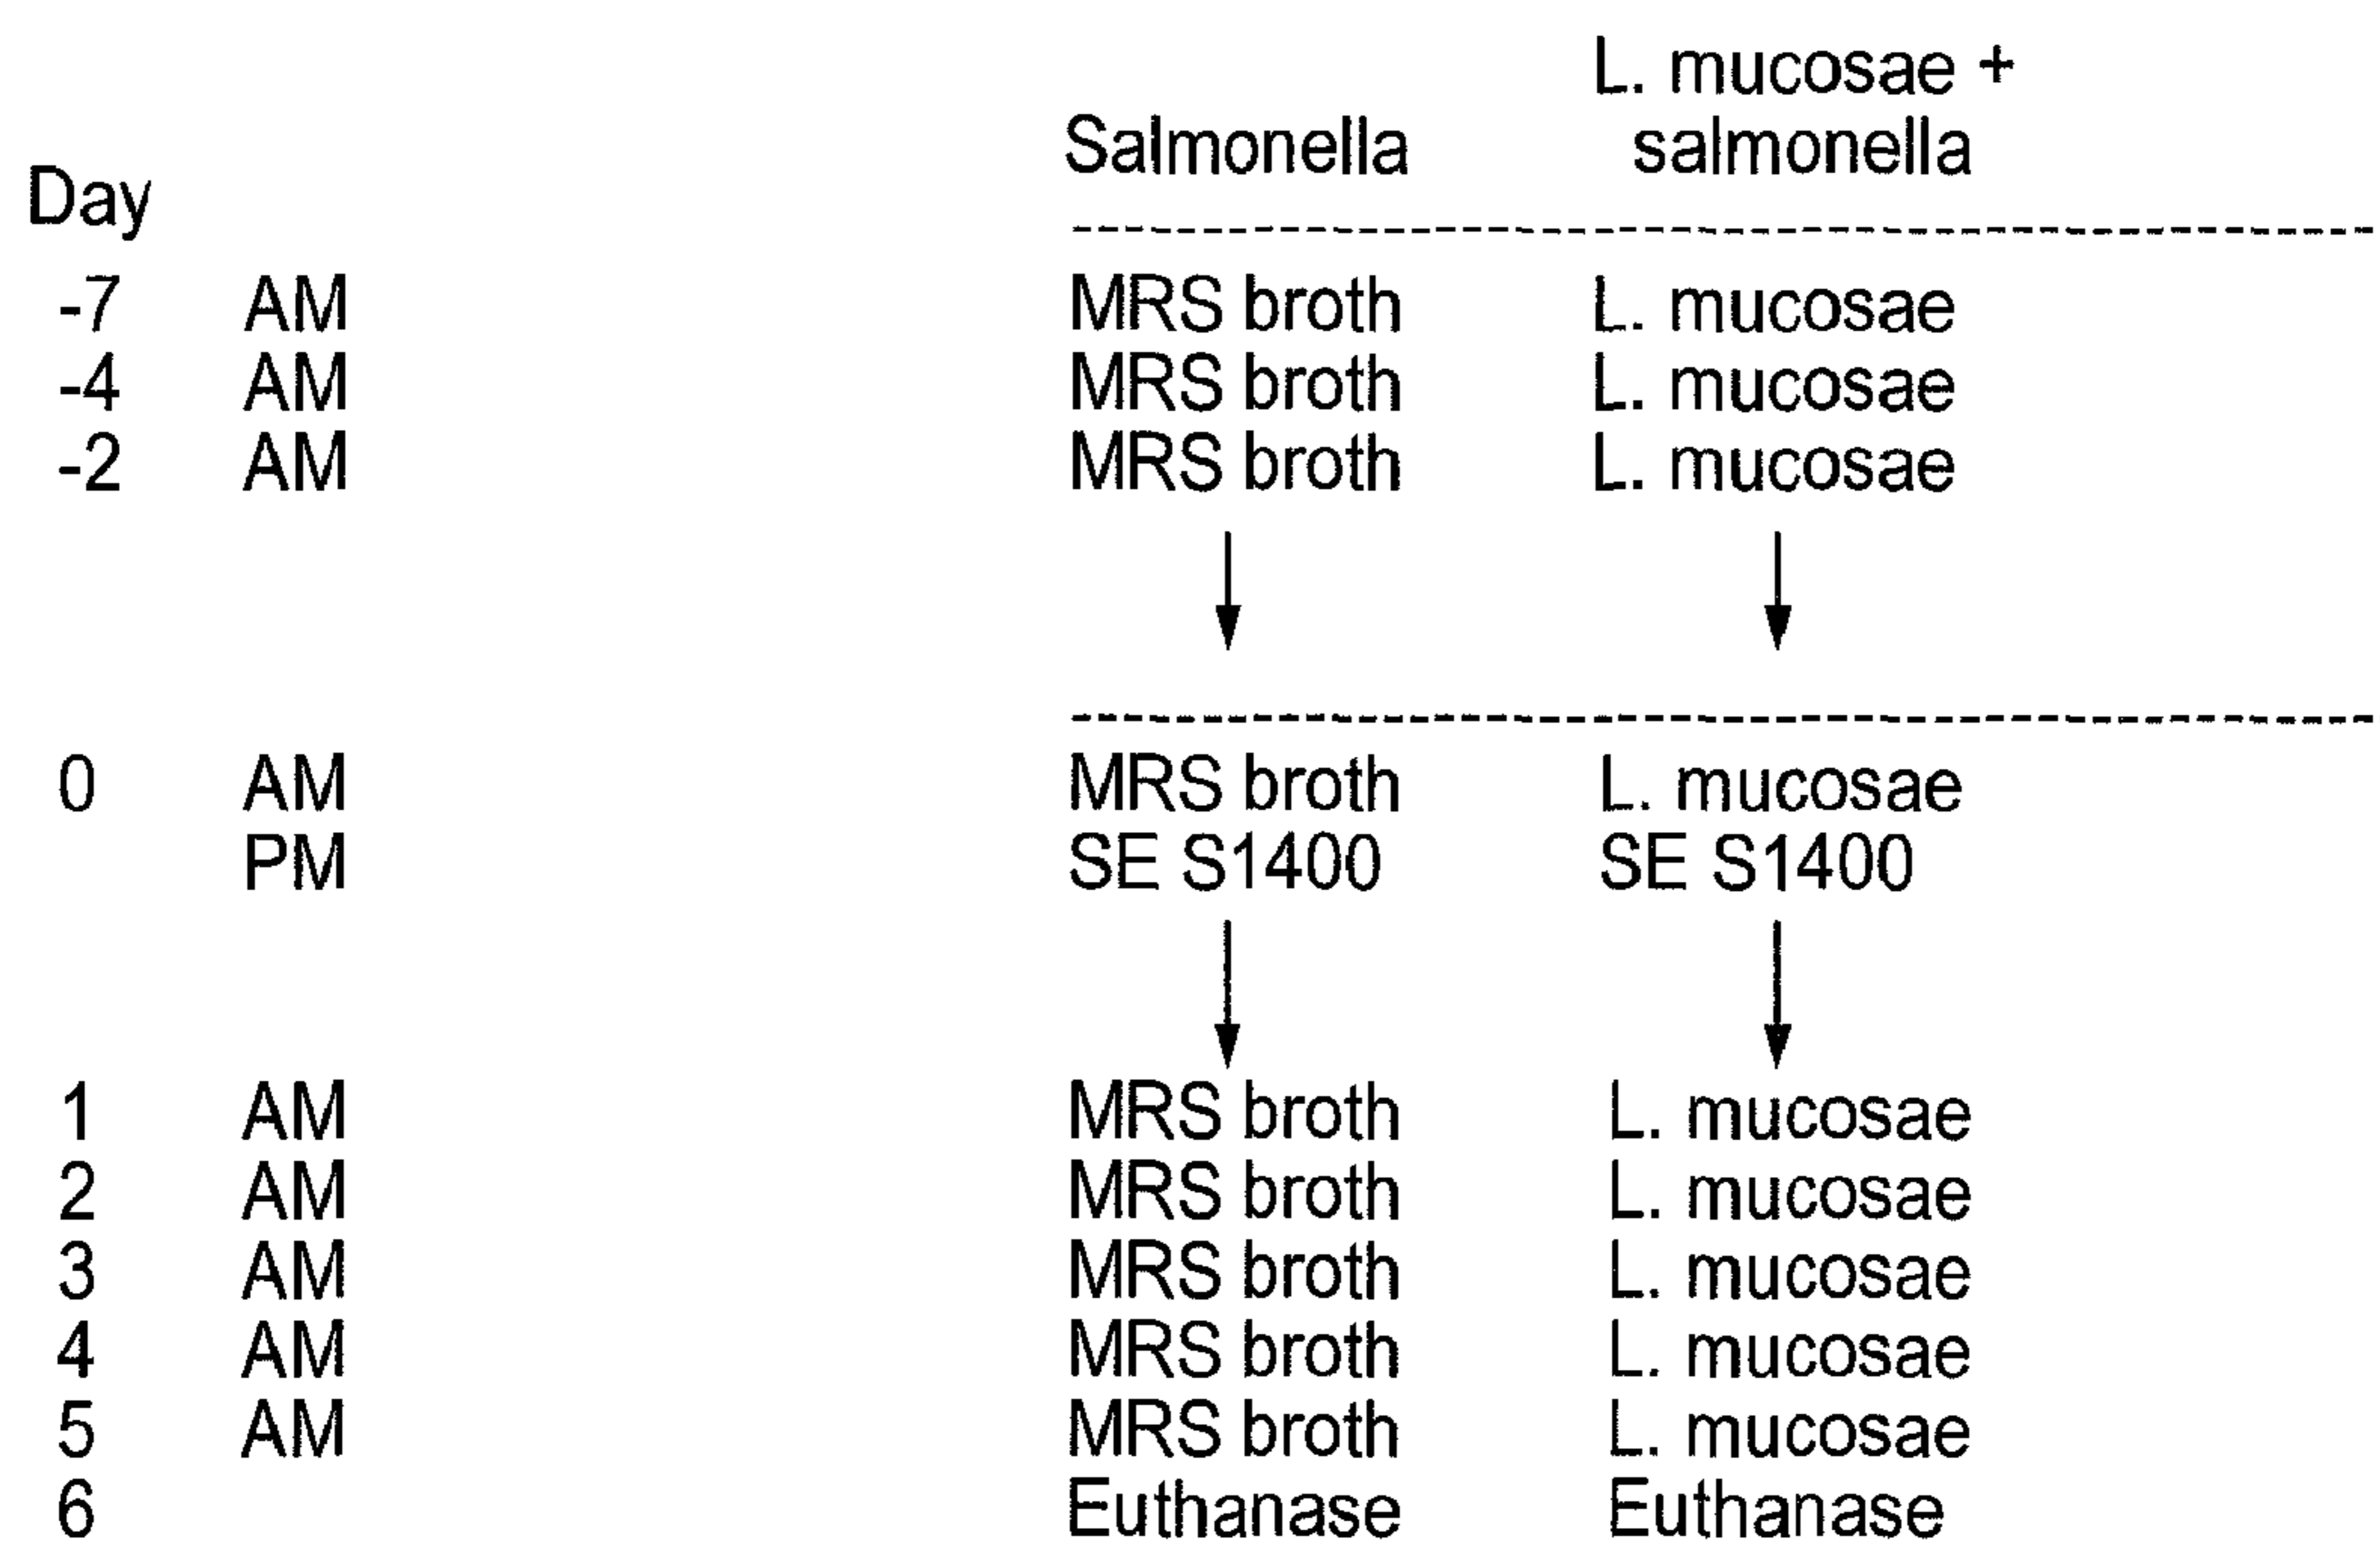 L. mucosae +
Salmonella salmonella
Day
-7 AM MRS broth L. mucosae
-4 AM MRS broth L. mucosae
-2 AM MRS broth L. mucosae
0 AM MRS broth L. mucosae
PM SE S1400 SE S1400
1 AM MRS broth L. mucosae
2 AM MRS broth L. mucosae
3 AM MRS broth L. mucosae
4 AM MRS broth L. mucosae
5 AM MRS broth L. mucosae
6 Euthanase Euthanase